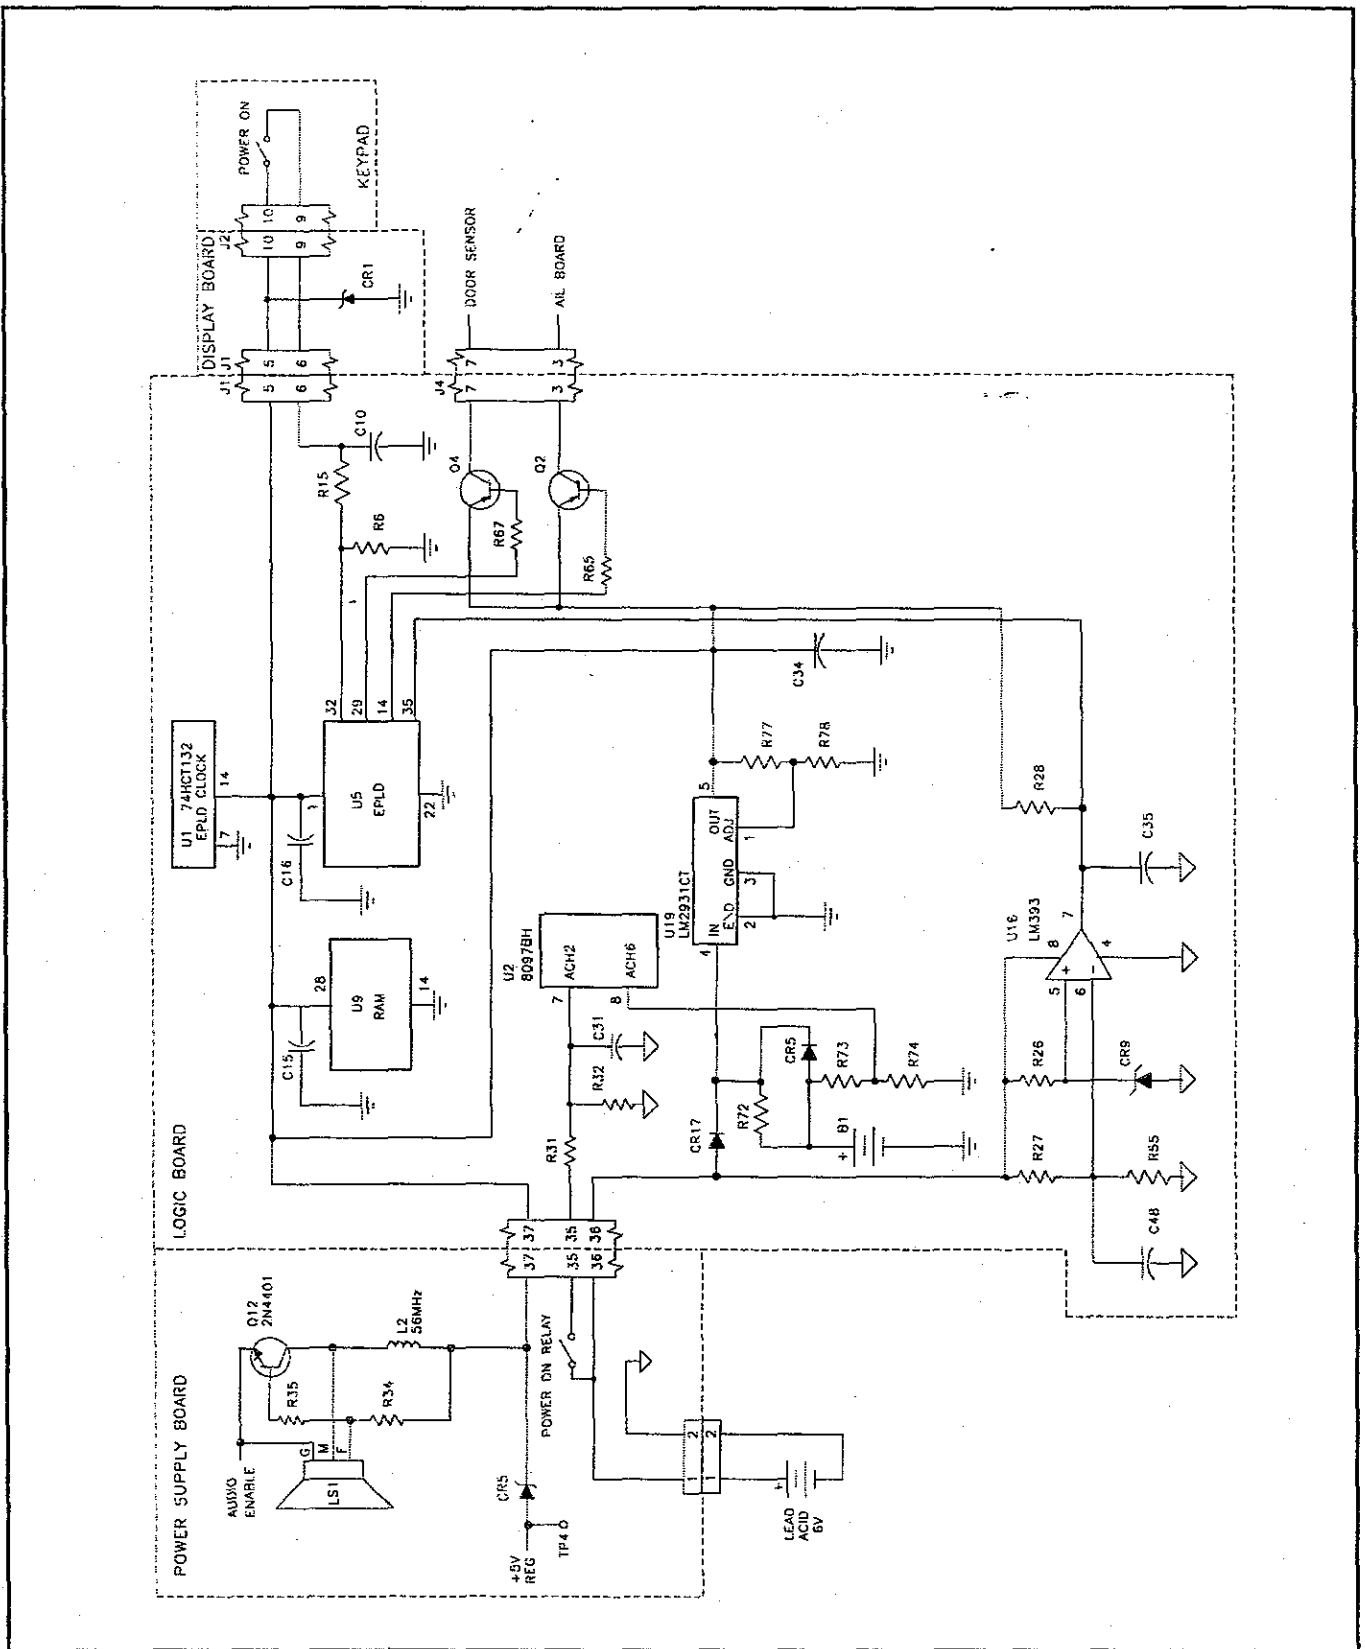 POWER SUPPLY BOARD
AUDIO
ENABLE
LS1
G
M
F
Q12
2N4401
R35
R34
L2
56MHz
+5V
REG
TP4
CR5
POWER ON RELAY
37
35
36
1
2
1
2
LEAD
ACID
6V
+
LOGIC BOARD
37
35
36
C15
U9
RAM
28
14
C16
U1 74HCT132
EPLD CLOCK
14
7
U5
EPLD
1
22
32
29
14
35
R15
R6
C10
R67
R65
Q4
Q2
R31
R32
C31
U2
8097BH
ACH2
ACH6
7
8
CR17
R72
CR5
R73
R74
B1
+
U19
LM2931CT
IN
OUT
ADJ
GND
4
5
1
3
2
R77
R78
C34
R28
C35
U16
LM393
8
7
5
6
4
+
−
R26
CR9
R27
R55
C48
J1
5
6
J4
7
3
DISPLAY BOARD
J1
5
6
CR1
J2
10
9
7
3
DOOR SENSOR
AIL BOARD
10
9
POWER ON
KEYPAD